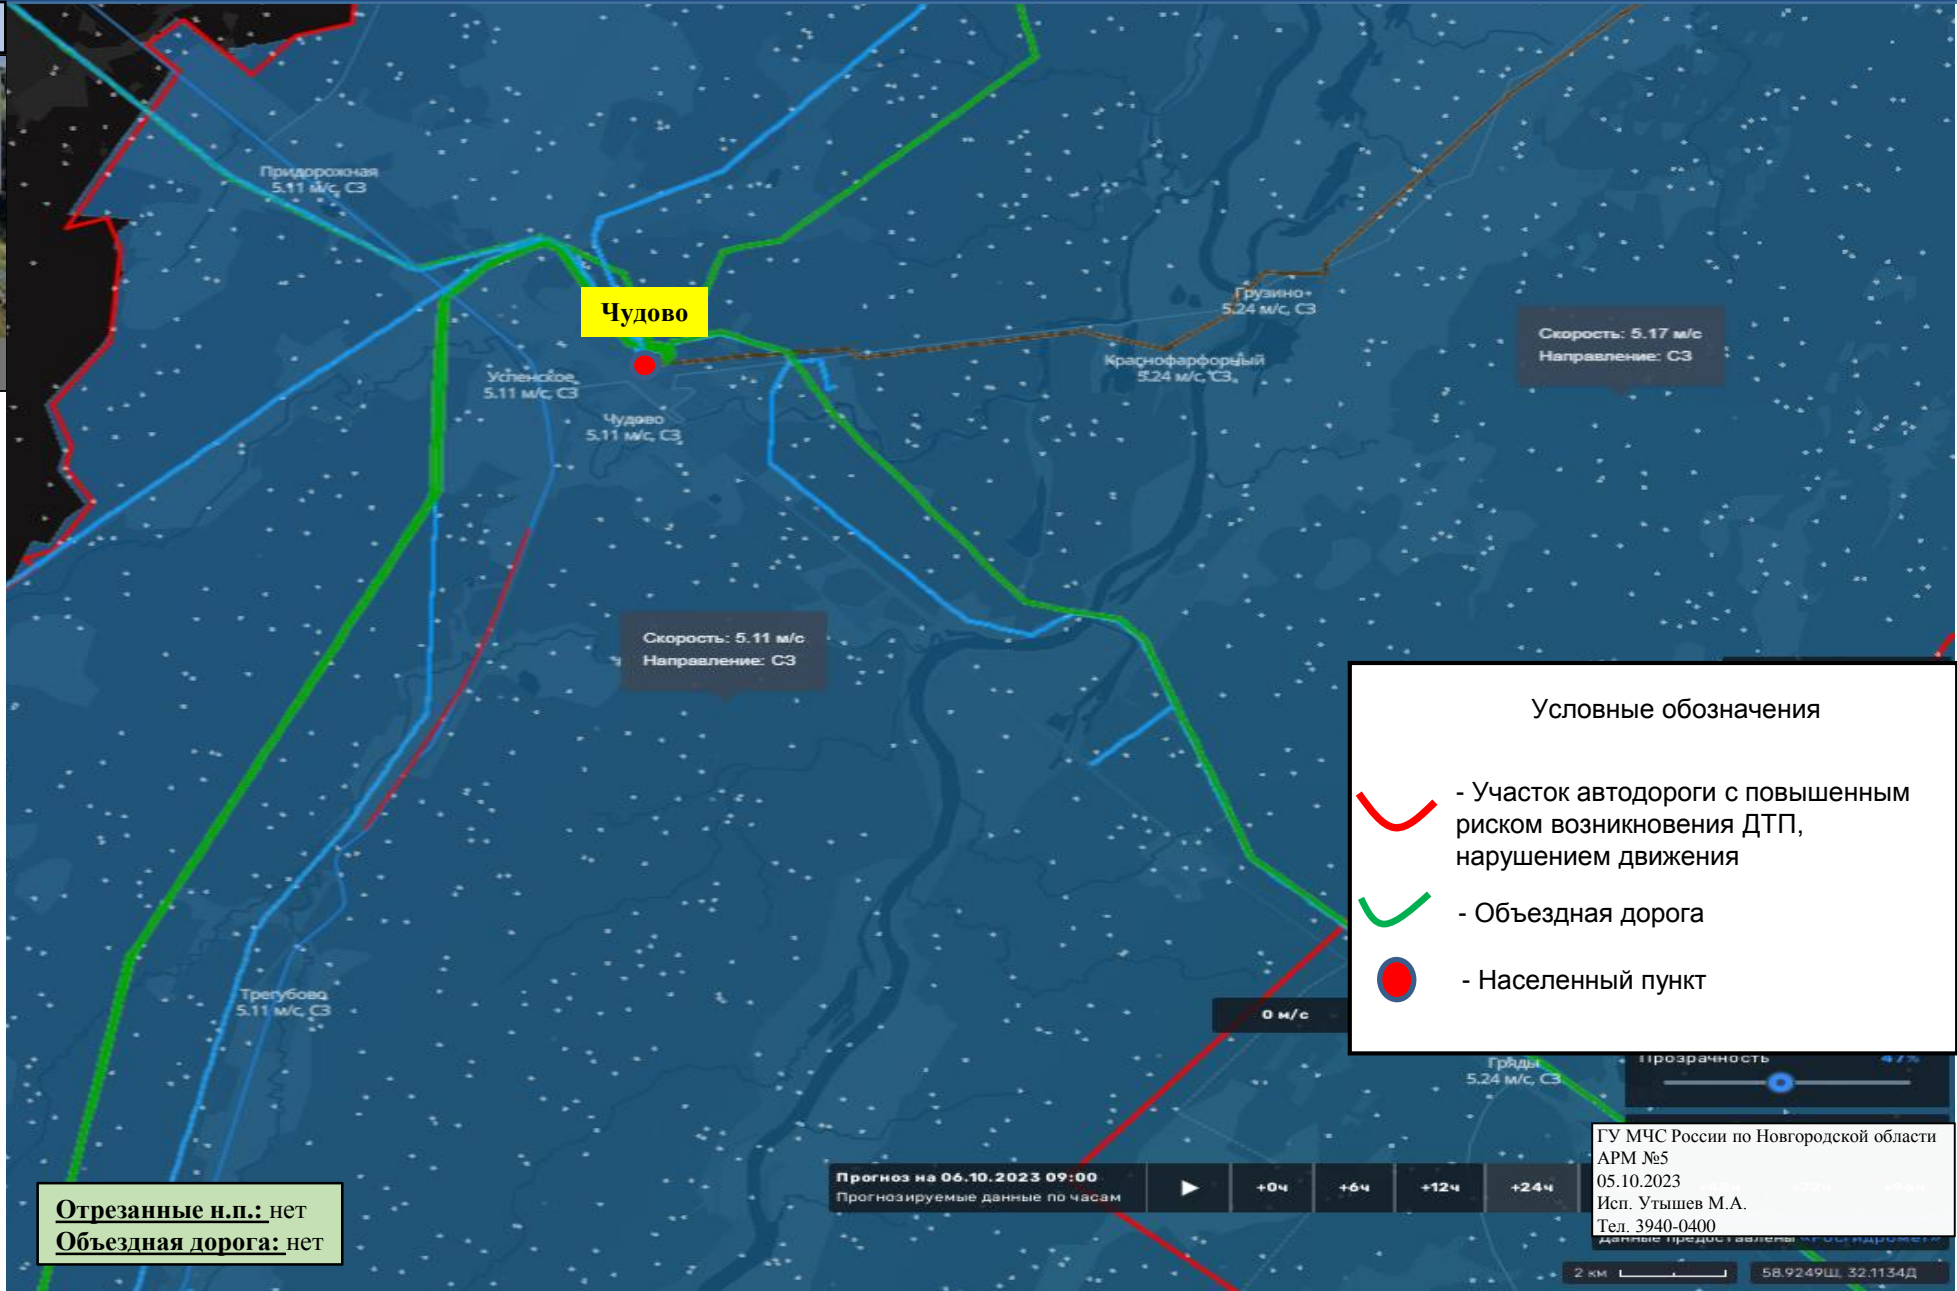 Придорожная
5.11 м/с, СЗ
Чудово
Грузино
5.24 м/с, СЗ
Скорость: 5.17 м/с
Направление: СЗ
Краснофарфорный
5.24 м/с, СЗ
Успенское
5.11 м/с, СЗ
Чудово
5.11 м/с, СЗ
Скорость: 5.11 м/с
Направление: СЗ
Условные обозначения
- Участок автодороги с повышенным
риском возникновения ДТП,
нарушением движения
- Объездная дорога
- Населенный пункт
Трегубово
5.11 м/с, СЗ
0 м/с
Гряды
5.24 м/с, СЗ
Прозрачность 47%
Прогноз на 06.10.2023 09:00
Прогнозируемые данные по часам
+0ч +6ч +12ч +24ч
ГУ МЧС России по Новгородской области
АРМ №5
05.10.2023
Исп. Утышев М.А.
Тел. 3940-0400
Данные предоставлены «Росгидромет»
Отрезанные н.п.: нет
Объездная дорога: нет
2 км
58.9249Ш, 32.1134Д